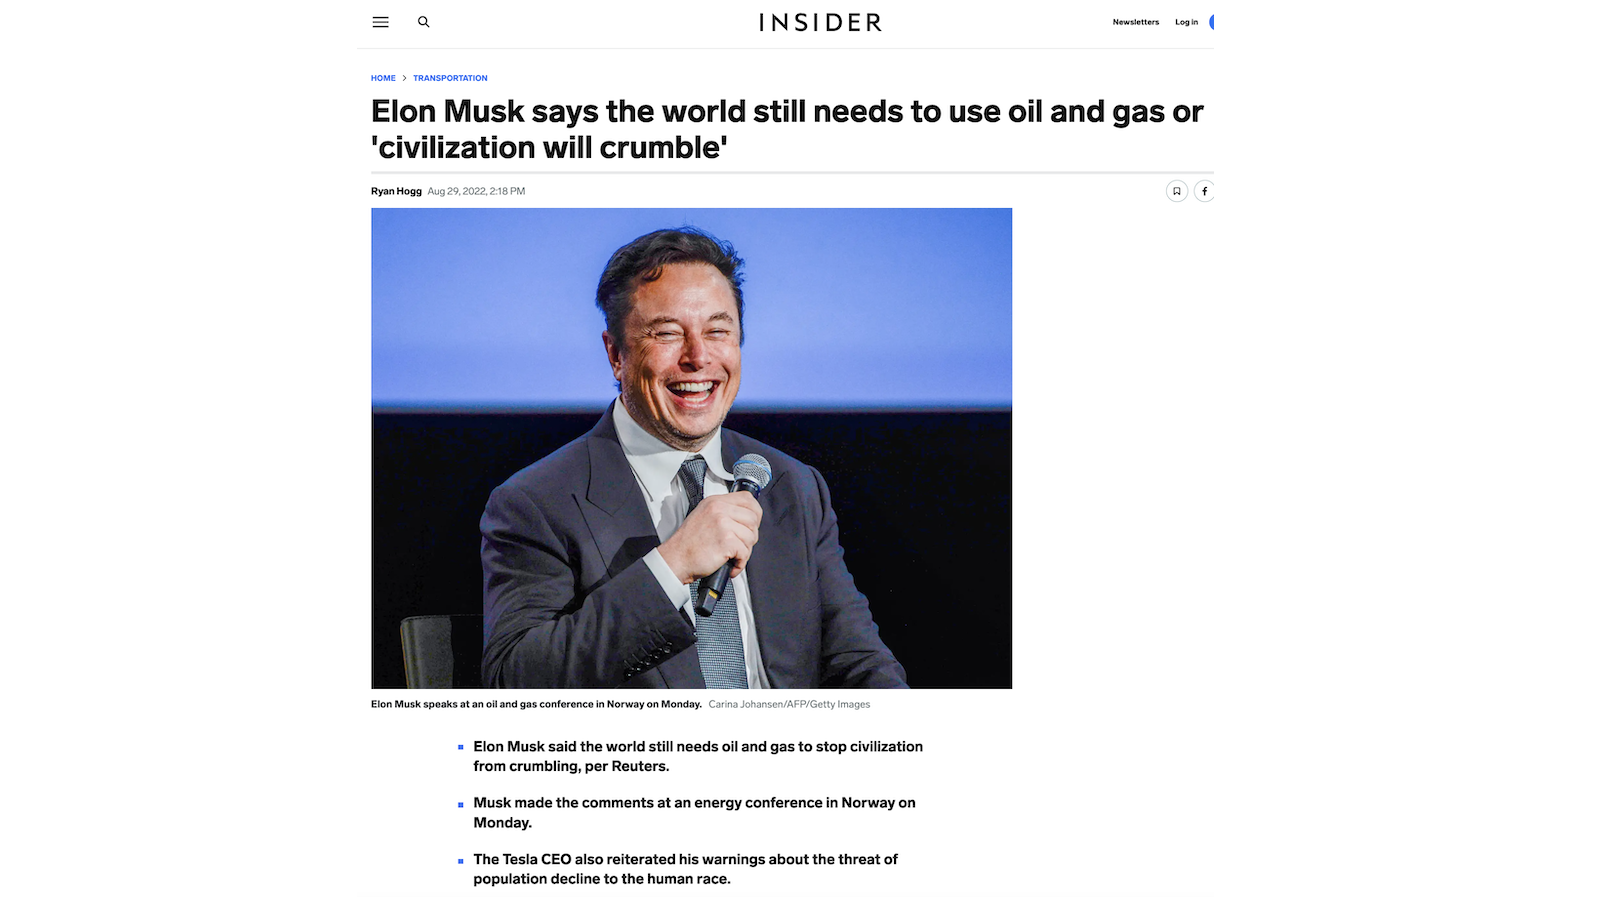 INSIDER
Newsletters
Log in
HOME > TRANSPORTATION
Elon Musk says the world still needs to use oil and gas or
'civilization will crumble'
Ryan Hogg Aug 29, 2022, 2:18 PM
Elon Musk speaks at an oil and gas conference in Norway on Monday. Carina Johansen/AFP/Getty Images
Elon Musk said the world still needs oil and gas to stop civilization
from crumbling, per Reuters.
Musk made the comments at an energy conference in Norway on
Monday.
The Tesla CEO also reiterated his warnings about the threat of
population decline to the human race.